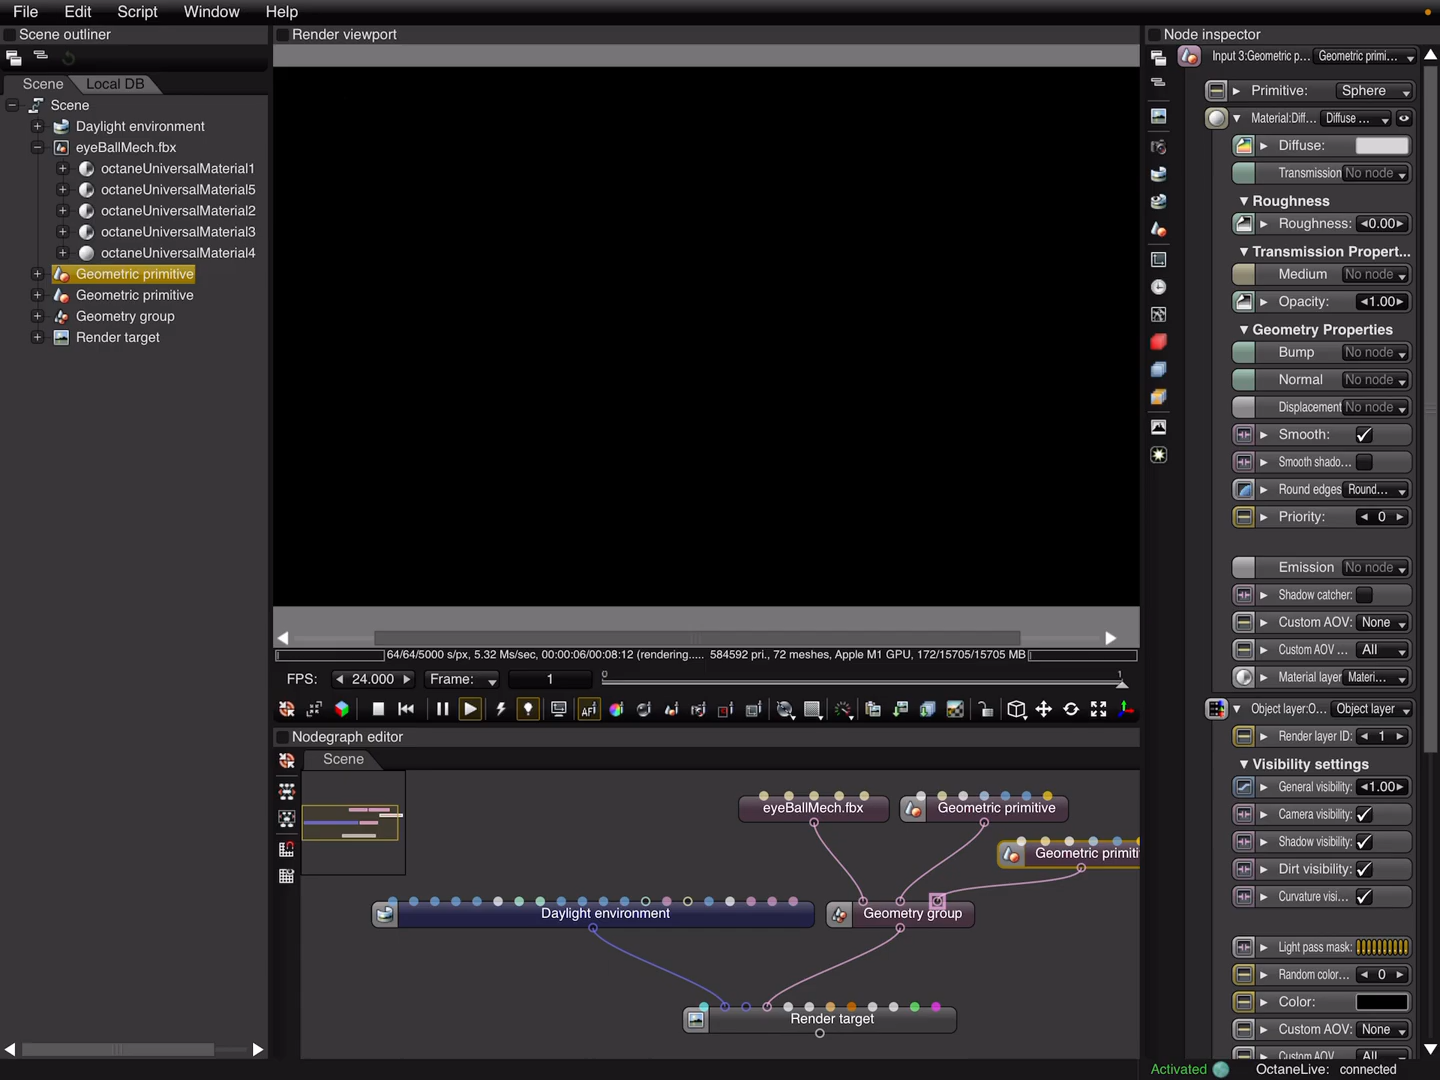 File Edit Script Window Help
Scene outliner
Scene Local DB
Scene
Daylight environment
eyeBallMech.fbx
octaneUniversalMaterial1
octaneUniversalMaterial5
octaneUniversalMaterial2
octaneUniversalMaterial3
octaneUniversalMaterial4
Geometric primitive
Geometric primitive
Geometry group
Render target
Render viewport
64/64/5000 s/px, 5.32 Ms/sec, 00:00:06/00:08:12 (rendering..... 584592 pri., 72 meshes, Apple M1 GPU, 172/15705/15705 MB
FPS: 24.000 Frame: 1 0 1
Nodegraph editor
Scene
eyeBallMech.fbx Geometric primitive
Geometric primiti
Daylight environment Geometry group
Render target
Node inspector
Input 3:Geometric p... Geometric primi...
Primitive: Sphere
Material:Diff... Diffuse ...
Diffuse:
Transmission No node
Roughness
Roughness: 0.00
Transmission Propert...
Medium No node
Opacity: 1.00
Geometry Properties
Bump No node
Normal No node
Displacement No node
Smooth:
Smooth shado...
Round edges Round...
Priority: 0
Emission No node
Shadow catcher:
Custom AOV: None
Custom AOV ... All
Material layer Materi...
Object layer:O... Object layer
Render layer ID: 1
Visibility settings
General visibility: 1.00
Camera visibility:
Shadow visibility:
Dirt visibility:
Curvature visi...
Light pass mask:
Random color... 0
Color:
Custom AOV: None
Custom AOV All
Activated OctaneLive: connected